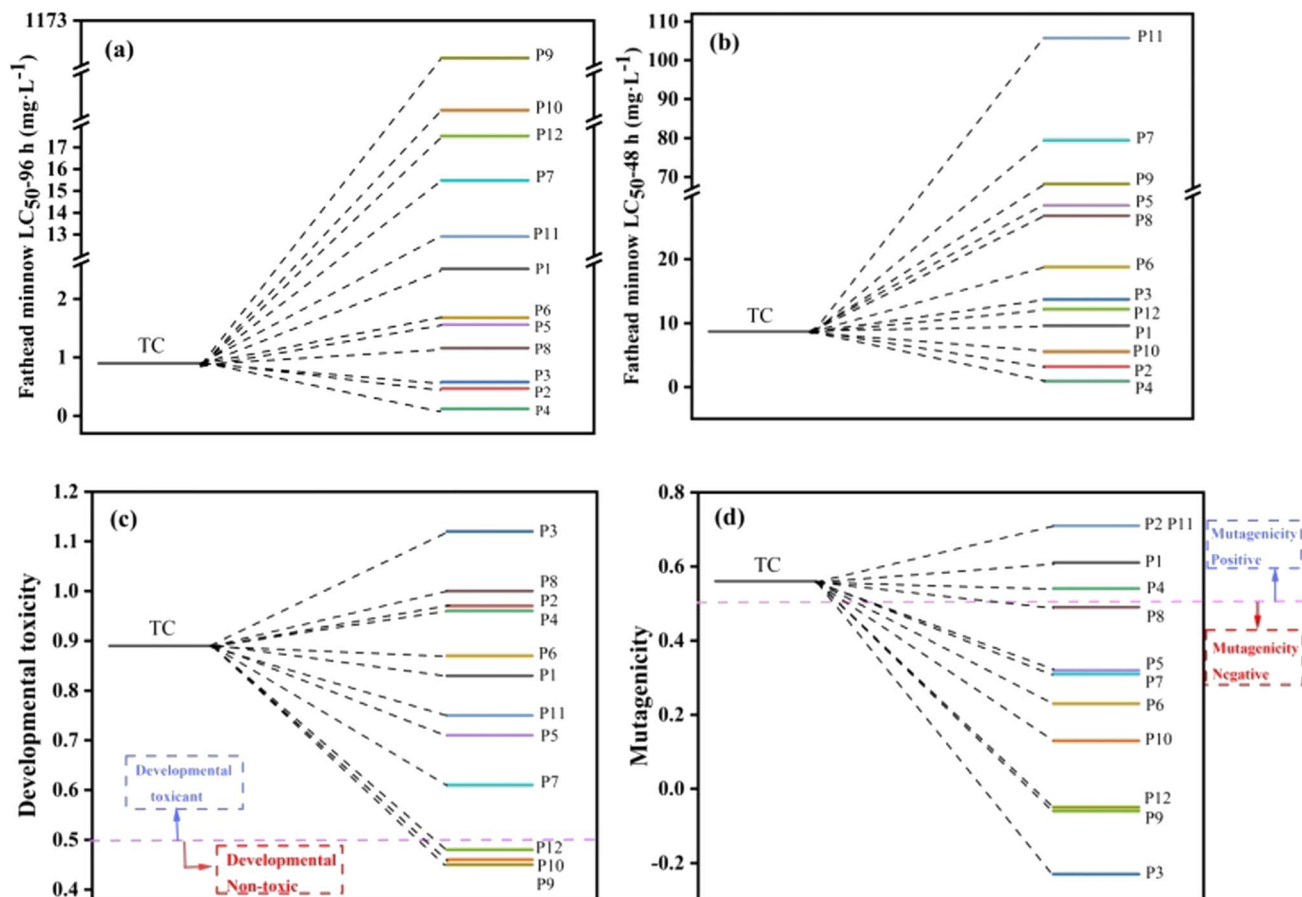 1173
(a)
Fathead minnow LC50-96 h (mg·L-1)
17
16
15
14
13
2
1
0
TC
P9
P10
P12
P7
P11
P1
P6
P5
P8
P3
P2
P4
110
(b)
Fathead minnow LC50-48 h (mg·L-1)
100
90
80
70
20
10
0
TC
P11
P7
P9
P5
P8
P6
P3
P12
P1
P10
P2
P4
1.2
(c)
Developmental toxicity
1.1
1.0
0.9
0.8
0.7
0.6
0.5
0.4
TC
P3
P8
P2
P4
P6
P1
P11
P5
P7
P12
P10
P9
Developmental
toxicant
Developmental
Non-toxic
0.8
(d)
Mutagenicity
0.6
0.4
0.2
0.0
-0.2
TC
P2 P11
P1
P4
P8
P5
P7
P6
P10
P12
P9
P3
Mutagenicity
Positive
Mutagenicity
Negative